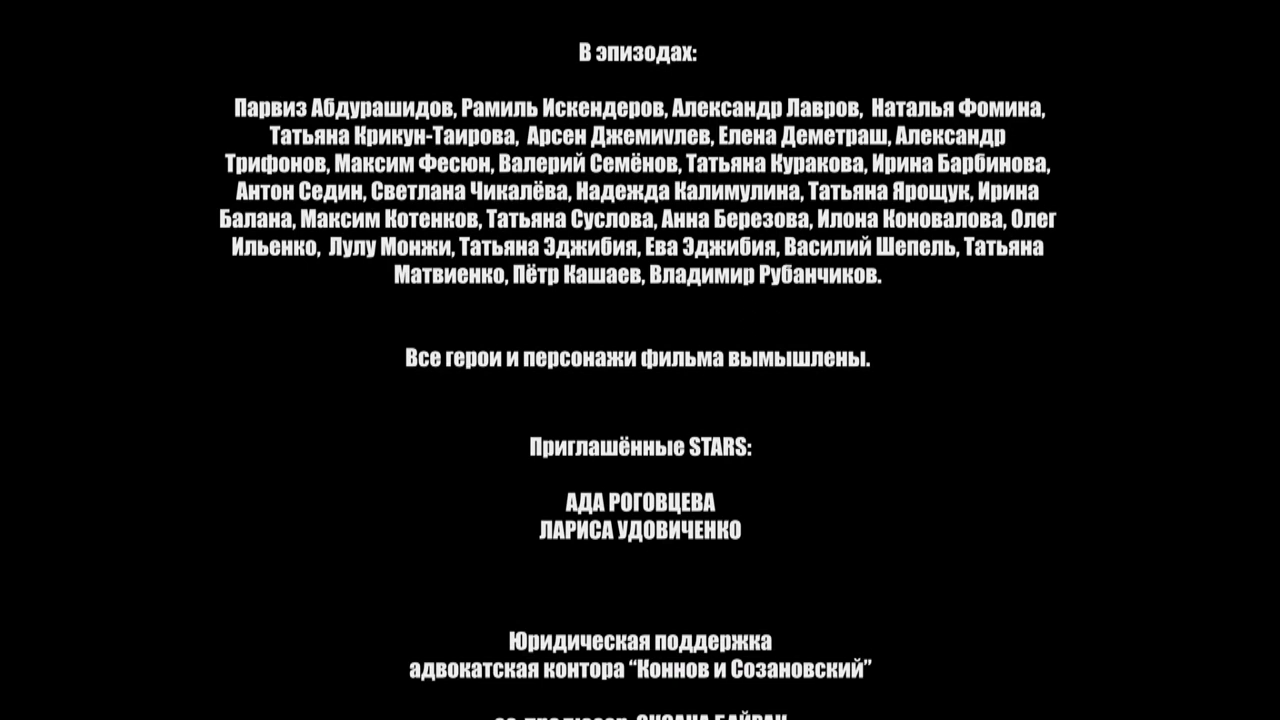 В эпизодах:
Парвиз Абдурашидов, Рамиль Искендеров, Александр Лавров, Наталья Фомина,
Татьяна Крикун-Таирова, Арсен Джемиvлев, Елена Деметраш, Александр
Трифонов, Максим Фесюн, Валерий Семёнов, Татьяна Куракова, Ирина Барбинова,
Антон Седин, Светлана Чикалёва, Надежда Калимулина, Татьяна Ярощук, Ирина
Балана, Максим Котенков, Татьяна Суслова, Анна Березова, Илона Коновалова, Олег
Ильенко, Лулу Монжи, Татьяна Эджибия, Ева Эджибия, Василий Шепель, Татьяна
Матвиенко, Пётр Кашаев, Владимир Рубанчиков.
Все герои и персонажи фильма вымышлены.
Приглашённые STARS:
АДА РОГОВЦЕВА
ЛАРИСА УДОВИЧЕНКО
Юридическая поддержка
адвокатская контора “Коннов и Созановский”